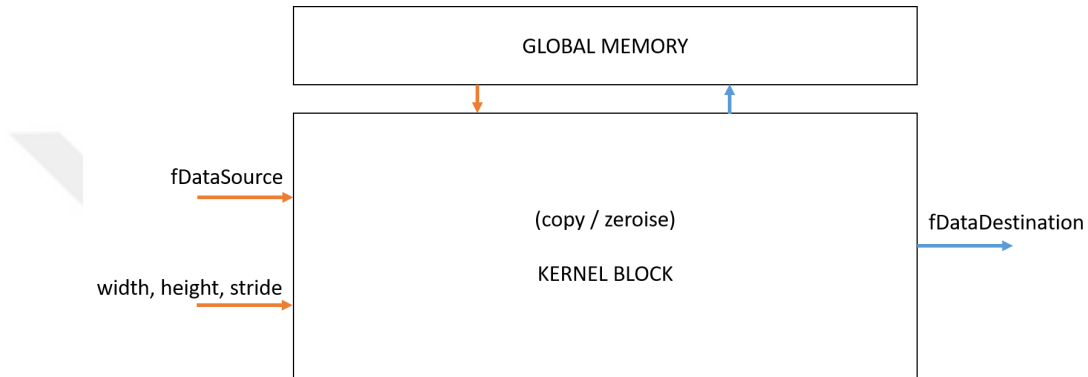 GLOBAL MEMORY
fDataSource
(copy / zeroise)
fDataDestination
width, height, stride
KERNEL BLOCK